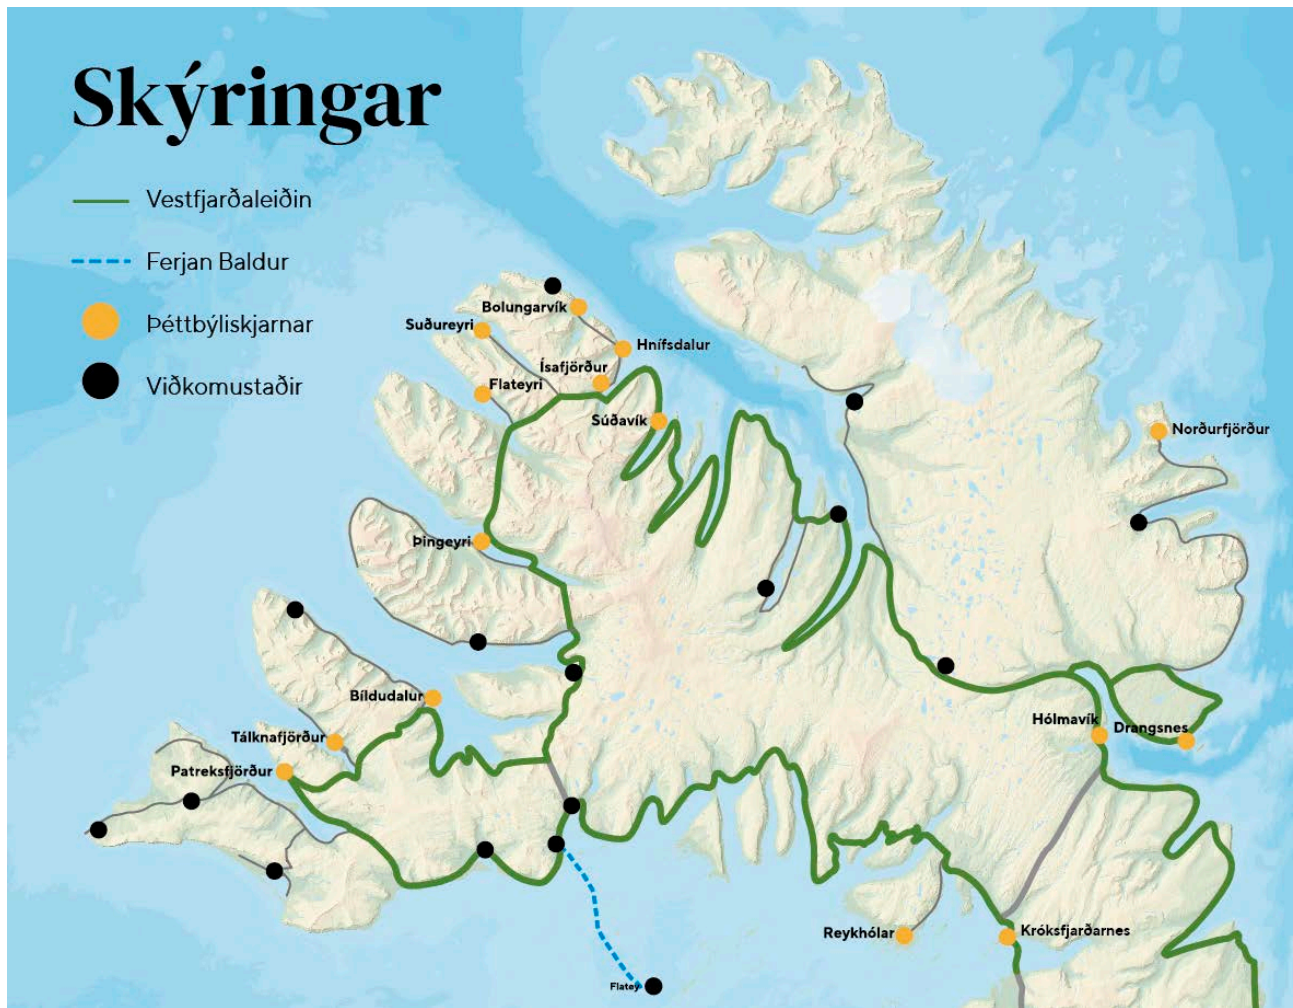 Skýringar
Vestfjarðaleiðin
Ferjan Baldur
Þéttbýliskjarnar
Viðkomustaðir
Bolungarvík
Suðureyri
Hnífsdalur
Ísafjörður
Flateyri
Súðavík
Norðurfjörður
Þingeyri
Bíldudalur
Tálknafjörður
Patreksfjörður
Hólmavík
Drangsnes
Reykhólar
Króksfjarðarnes
Flatey